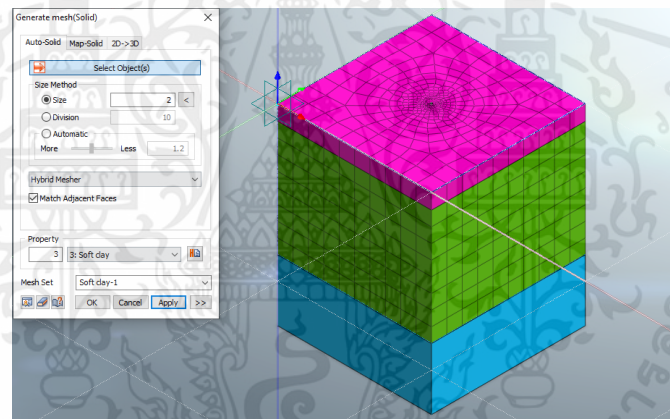 Generate mesh(Solid)
Auto-Solid Map-Solid 2D->3D
Select Object(s)
Size Method
Size 2 <
Division 10
Automatic
More Less 1.2
Hybrid Mesher
Match Adjacent Faces
Property
3 3: Soft day
Mesh Set Soft day-1
OK Cancel Apply >>